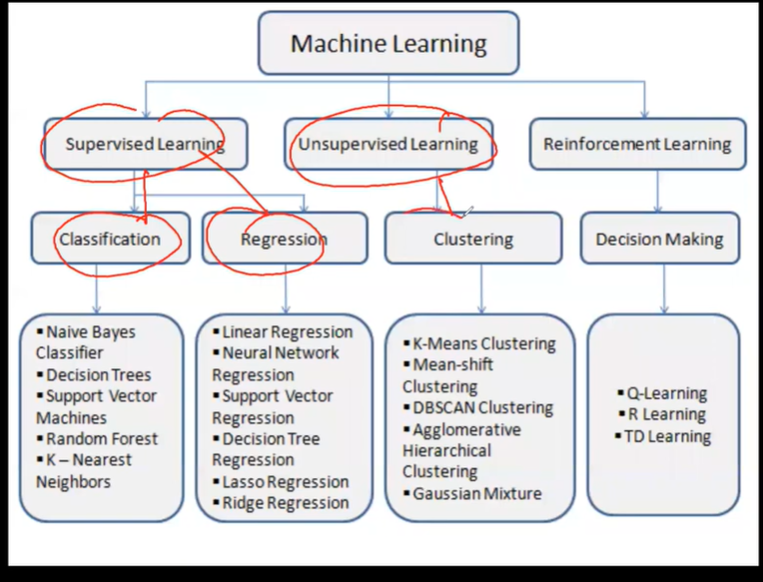 Machine Learning
Supervised Learning
Unsupervised Learning
Reinforcement Learning
Classification
Regression
Clustering
Decision Making
▪Naive Bayes
Classifier
▪Decision Trees
▪Support Vector
Machines
▪Random Forest
▪K – Nearest
Neighbors
▪Linear Regression
▪Neural Network
Regression
▪Support Vector
Regression
▪Decision Tree
Regression
▪Lasso Regression
▪Ridge Regression
▪K-Means Clustering
▪Mean-shift
Clustering
▪DBSCAN Clustering
▪Agglomerative
Hierarchical
Clustering
▪Gaussian Mixture
▪Q-Learning
▪R Learning
▪TD Learning